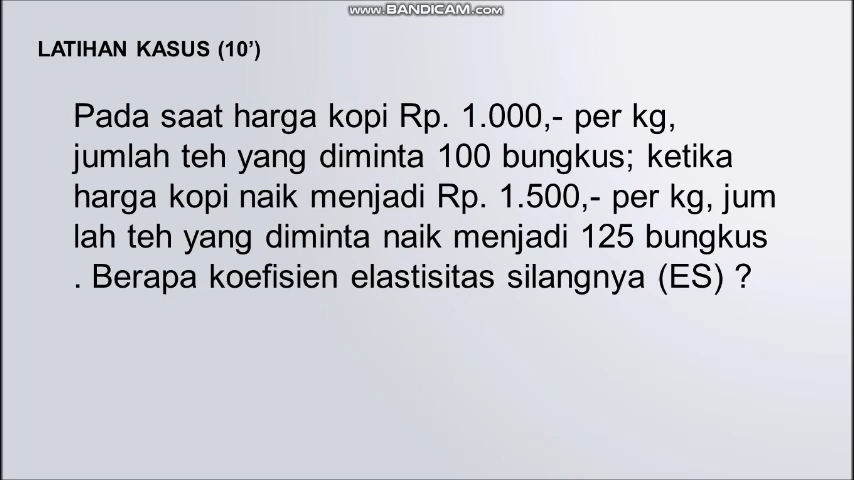 WWW.BANDICAM.COM
LATIHAN KASUS (10’)
Pada saat harga kopi Rp. 1.000,- per kg,
jumlah teh yang diminta 100 bungkus; ketika
harga kopi naik menjadi Rp. 1.500,- per kg, jum
lah teh yang diminta naik menjadi 125 bungkus
. Berapa koefisien elastisitas silangnya (ES) ?